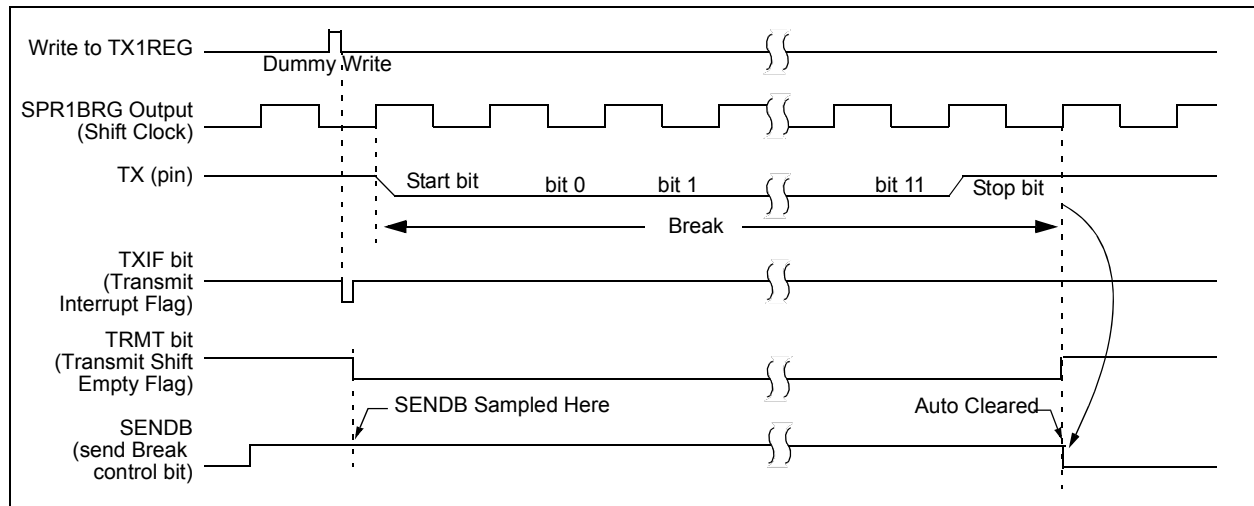 Write to TX1REG
Dummy Write
SPR1BRG Output
(Shift Clock)
TX (pin)
Start bit
bit 0
bit 1
bit 11
Stop bit
Break
TXIF bit
(Transmit
Interrupt Flag)
TRMT bit
(Transmit Shift
Empty Flag)
SENDB Sampled Here
Auto Cleared
SENDB
(send Break
control bit)